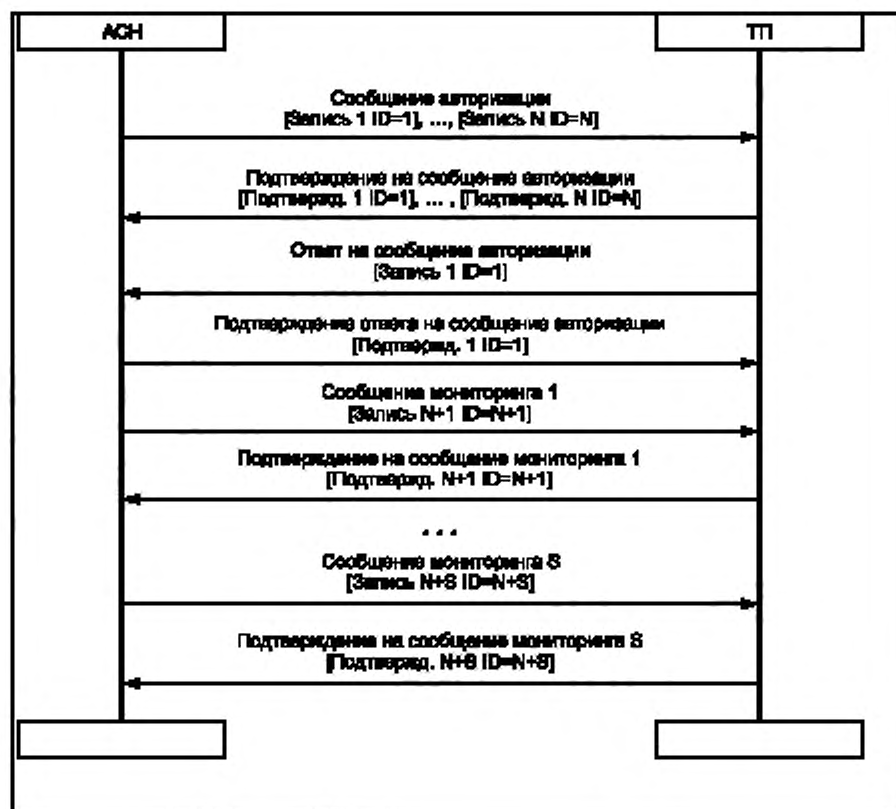 АСН
ТП
Сообщение авторизации
[Запись 1 ID=1], ..., [Запись N ID=N]
Подтверждение на сообщение авторизации
[Подтвержд. 1 ID=1], ... , [Подтвержд. N ID=N]
Ответ на сообщение авторизации
[Запись 1 ID=1]
Подтверждение ответа на сообщение авторизации
[Подтвержд. 1 ID=1]
Сообщение мониторинга 1
[Запись N+1 ID=N+1]
Подтверждение на сообщение мониторинга 1
[Подтвержд. N+1 ID=N+1]
. . .
Сообщение мониторинга S
[Запись N+S ID=N+S]
Подтверждение на сообщение мониторинга S
[Подтвержд. N+S ID=N+S]